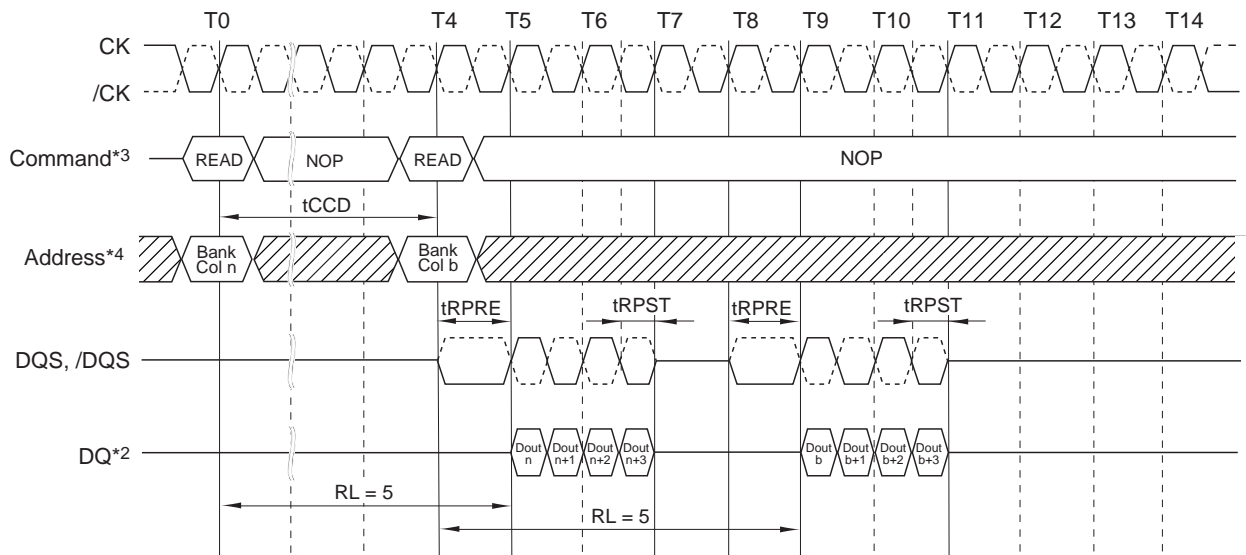 T0 T4 T5 T6 T7 T8 T9 T10 T11 T12 T13 T14
CK
/CK
Command*3 READ NOP READ NOP
tCCD
Address*4 Bank Col n Bank Col b
tRPRE tRPST tRPRE tRPST
DQS, /DQS
DQ*2 Dout n Dout n+1 Dout n+2 Dout n+3 Dout b Dout b+1 Dout b+2 Dout b+3
RL = 5
RL = 5